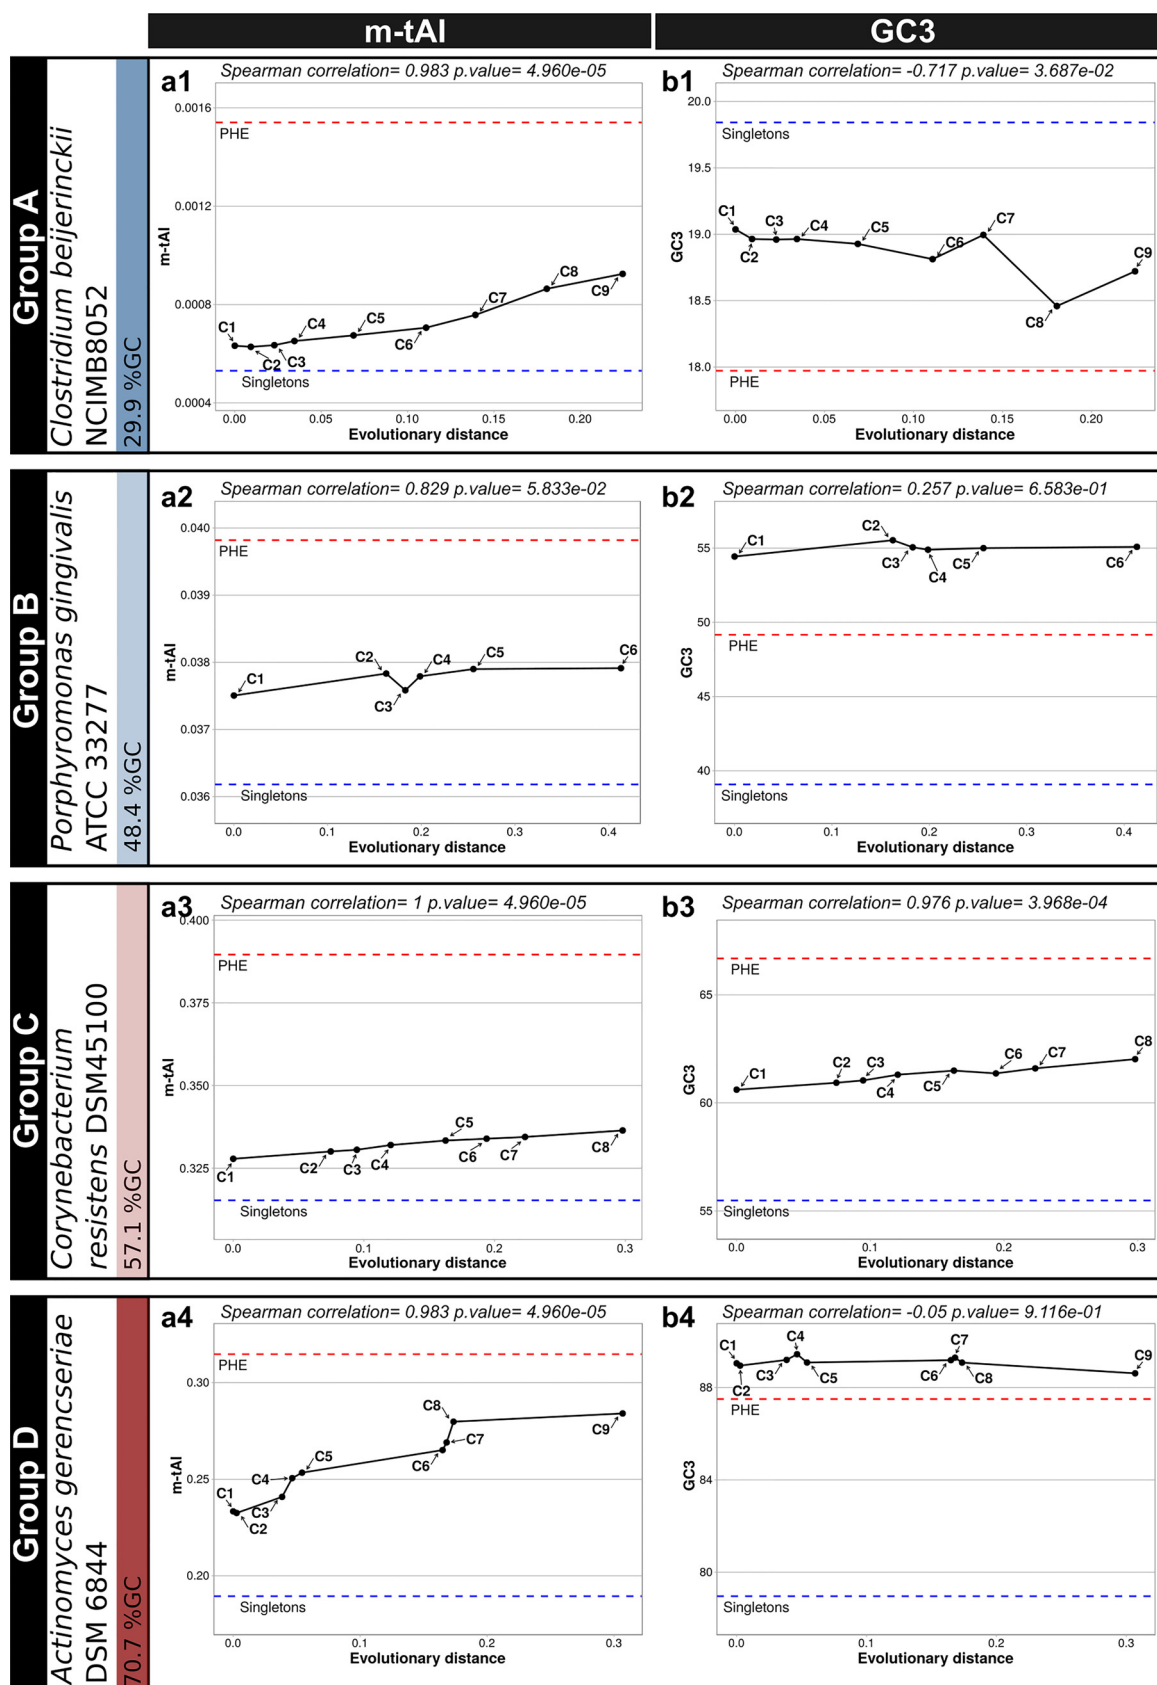 m-tAI
GC3
Group A
Clostridium beijerinckii
NCIMB8052
29.9 %GC
a1
Spearman correlation= 0.983 p.value= 4.960e-05
m-tAI
0.0016
0.0012
0.0008
0.0004
PHE
C1
C2
C3
C4
C5
C6
C7
C8
C9
Singletons
0.00
0.05
0.10
0.15
0.20
Evolutionary distance
b1
Spearman correlation= -0.717 p.value= 3.687e-02
GC3
20.0
19.5
19.0
18.5
18.0
Singletons
C1
C2
C3
C4
C5
C6
C7
C8
C9
PHE
0.00
0.05
0.10
0.15
0.20
Evolutionary distance
Group B
Porphyromonas gingivalis
ATCC 33277
48.4 %GC
a2
Spearman correlation= 0.829 p.value= 5.833e-02
m-tAI
0.040
0.039
0.038
0.037
0.036
PHE
C1
C2
C3
C4
C5
C6
Singletons
0.0
0.1
0.2
0.3
0.4
Evolutionary distance
b2
Spearman correlation= 0.257 p.value= 6.583e-01
GC3
55
50
45
40
C1
C2
C3
C4
C5
C6
PHE
Singletons
0.0
0.1
0.2
0.3
0.4
Evolutionary distance
Group C
Corynebacterium
resistens DSM45100
57.1 %GC
a3
Spearman correlation= 1 p.value= 4.960e-05
m-tAI
0.400
0.375
0.350
0.325
PHE
C1
C2
C3
C4
C5
C6
C7
C8
Singletons
0.0
0.1
0.2
0.3
Evolutionary distance
b3
Spearman correlation= 0.976 p.value= 3.968e-04
GC3
65
60
55
PHE
C1
C2
C3
C4
C5
C6
C7
C8
Singletons
0.0
0.1
0.2
0.3
Evolutionary distance
Group D
Actinomyces gerencseriae
DSM 6844
70.7 %GC
a4
Spearman correlation= 0.983 p.value= 4.960e-05
m-tAI
0.30
0.25
0.20
PHE
C1
C2
C3
C4
C5
C6
C7
C8
C9
Singletons
0.0
0.1
0.2
0.3
Evolutionary distance
b4
Spearman correlation= -0.05 p.value= 9.116e-01
GC3
88
84
80
C1
C2
C3
C4
C5
C6
C7
C8
C9
PHE
Singletons
0.0
0.1
0.2
0.3
Evolutionary distance